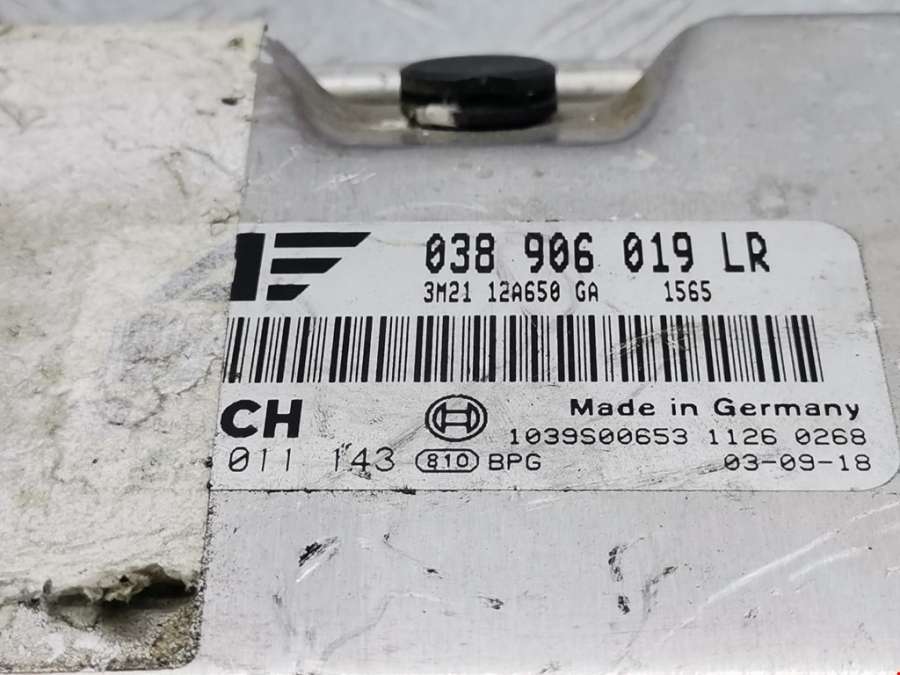 038 906 019 LR
3M21 12A650 GA 1565
CH
Made in Germany
1039S00653 1126 0268
011 143 810 BPG 03-09-18